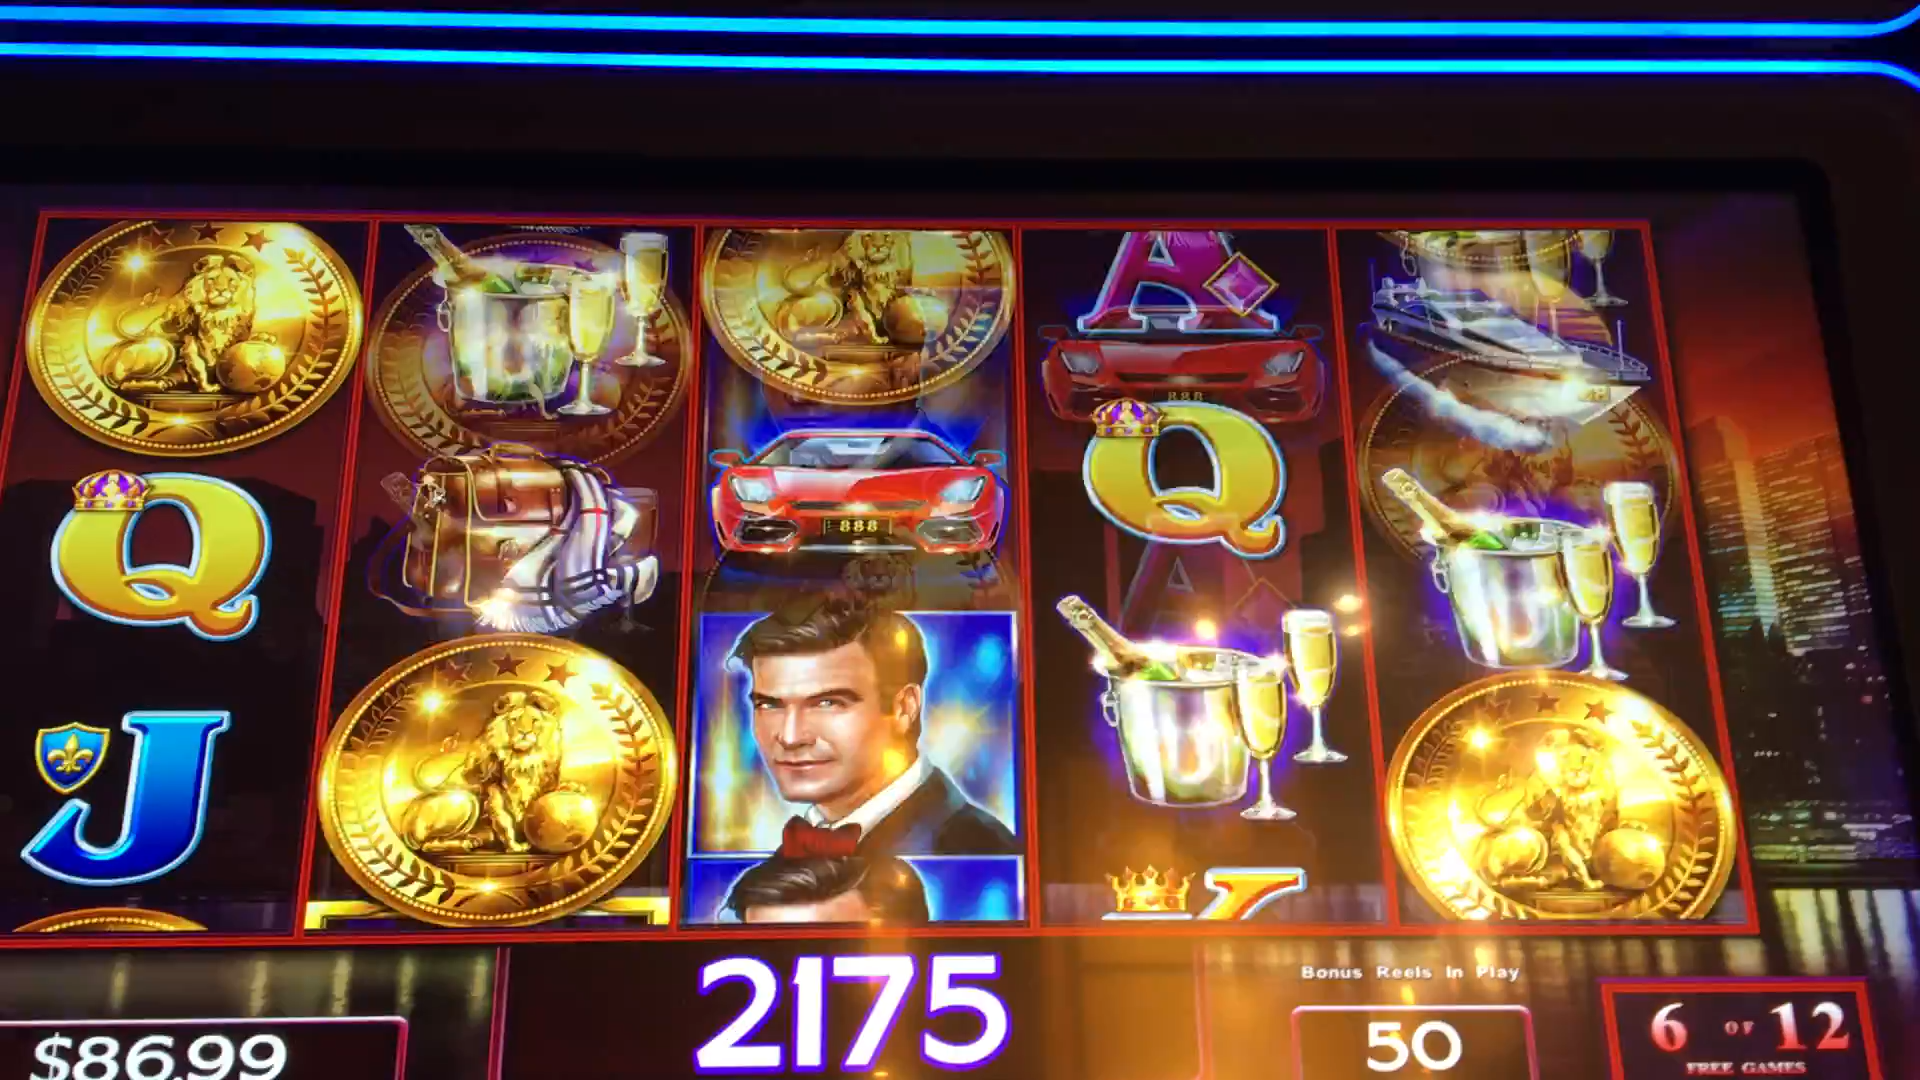 A
888
Q
888
Q
J
2175
Bonus Reels In Play
$86.99
50
6 OF 12
FREE GAMES